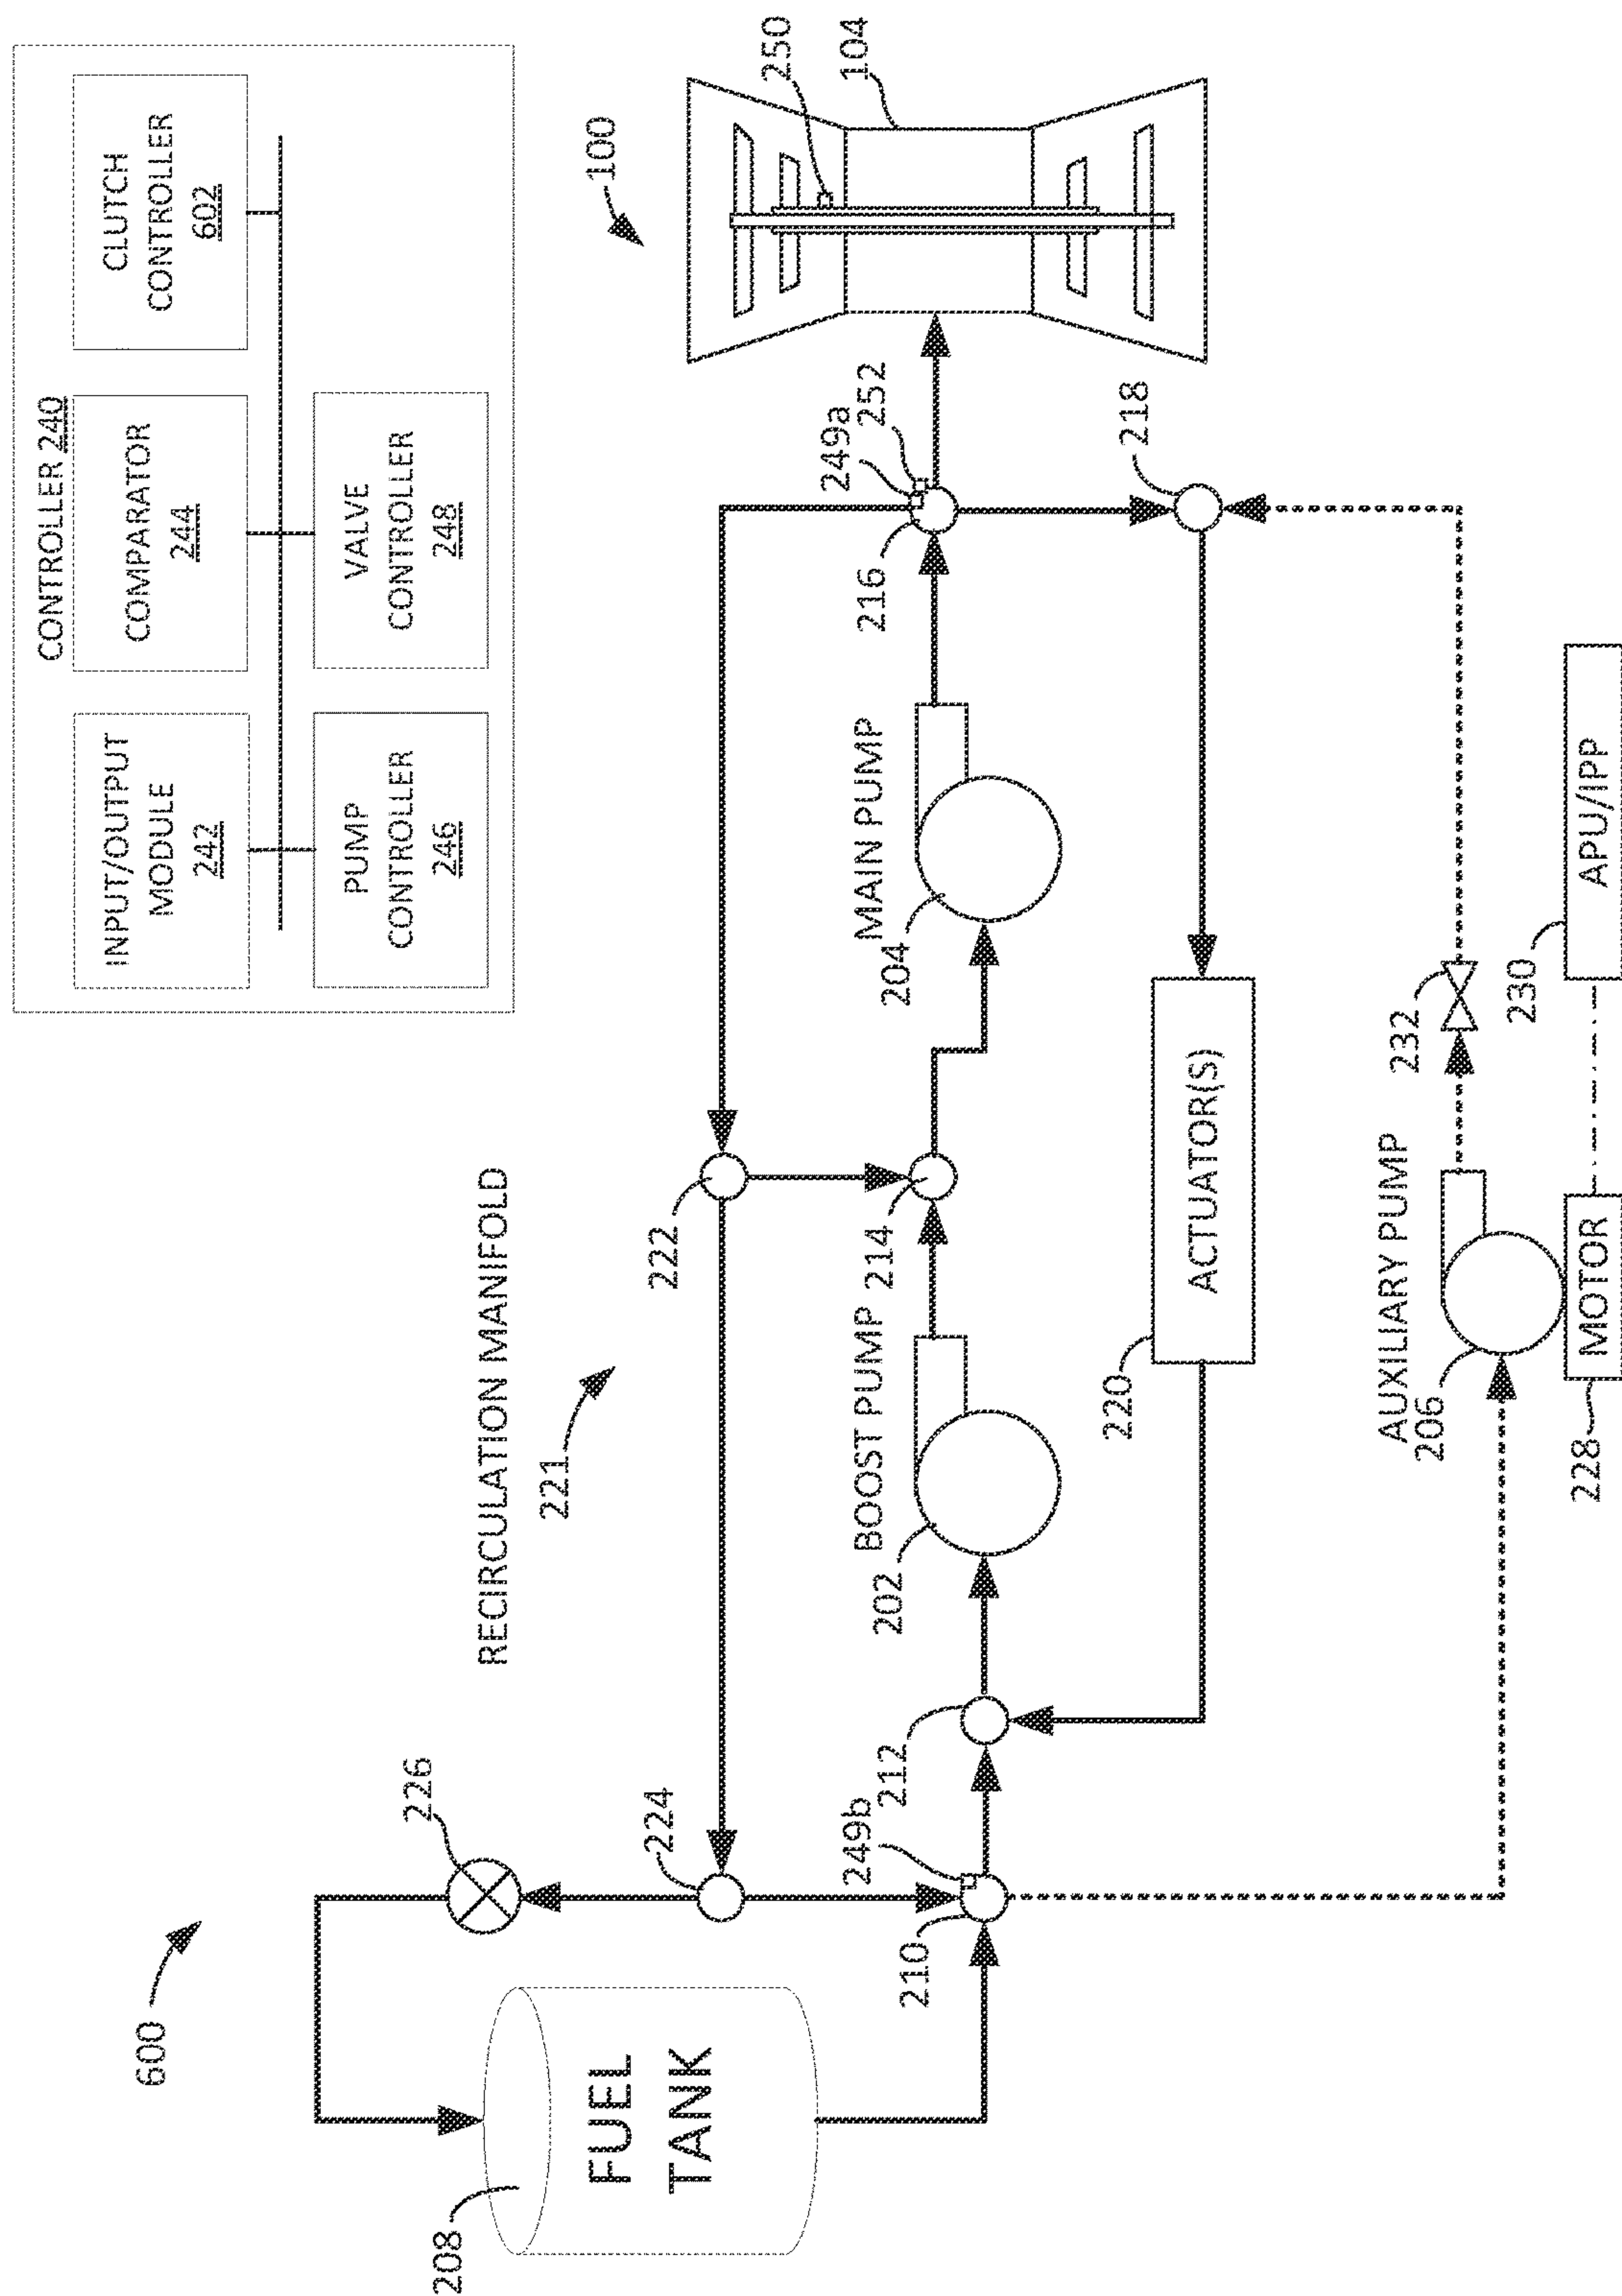 600
CONTROLLER 240
INPUT/OUTPUT
MODULE
242
COMPARATOR
244
CLUTCH
CONTROLLER
602
PUMP
CONTROLLER
246
VALVE
CONTROLLER
248
RECIRCULATION MANIFOLD
221
100
250
104
226
208
FUEL
TANK
224
222
249a
252
249b
210
212
BOOST PUMP
202
214
MAIN PUMP
204
216
218
220
ACTUATOR(S)
AUXILIARY PUMP
206
232
228
MOTOR
230
APU/IPP